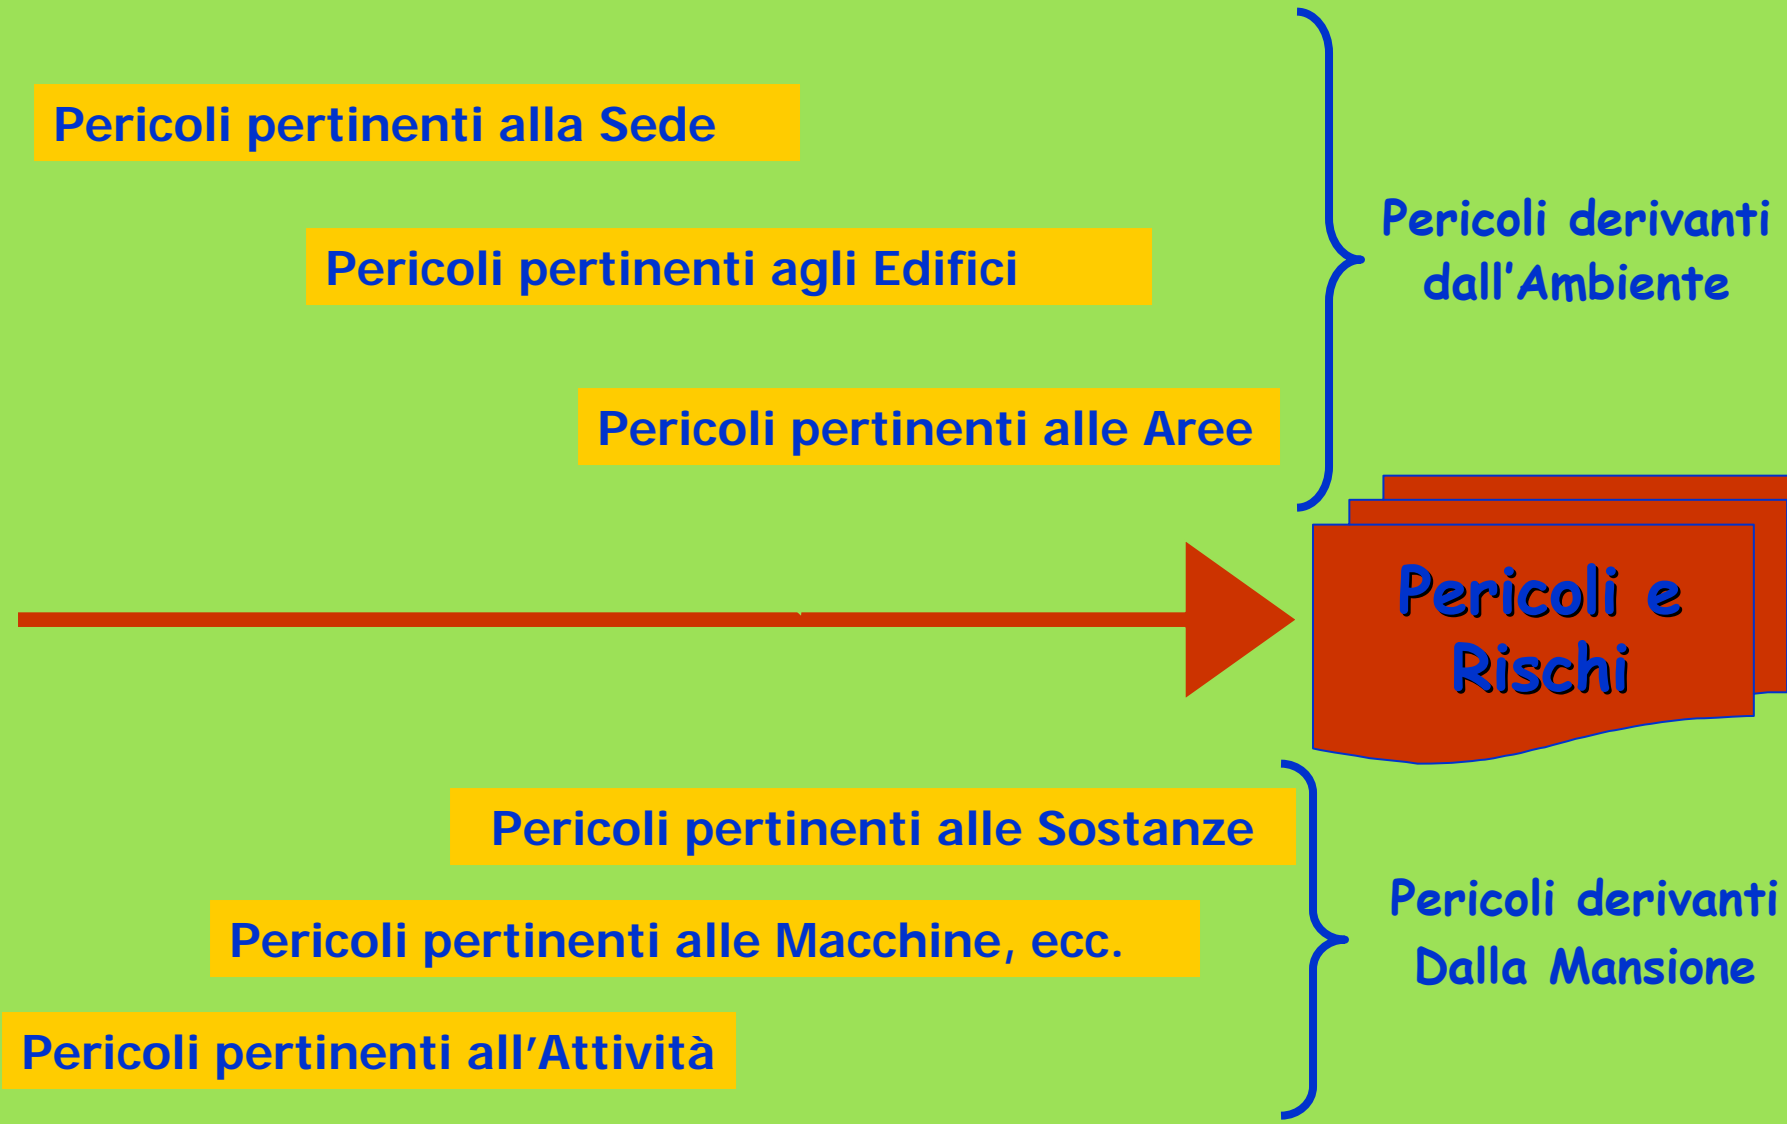 Pericoli pertinenti alla Sede
Pericoli pertinenti agli Edifici
Pericoli pertinenti alle Aree
Pericoli derivanti
dall'Ambiente
Pericoli e
Rischi
Pericoli pertinenti alle Sostanze
Pericoli pertinenti alle Macchine, ecc.
Pericoli pertinenti all'Attività
Pericoli derivanti
Dalla Mansione